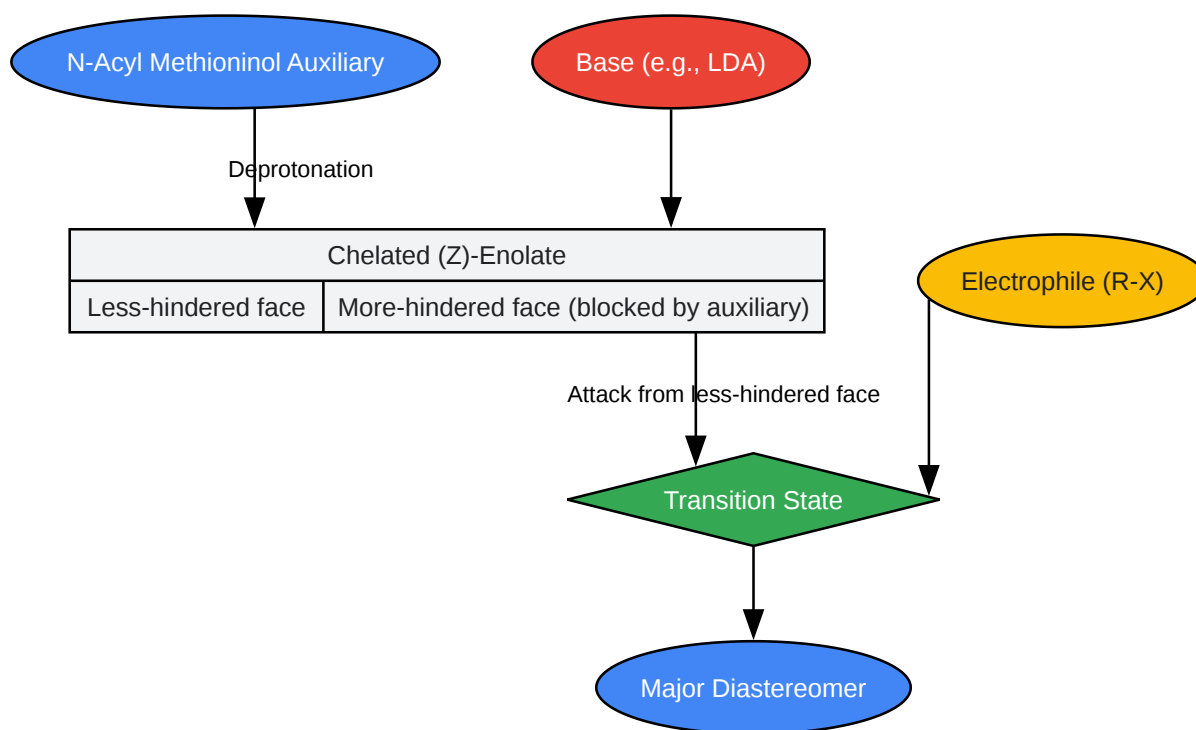 N-Acyl Methioninol Auxiliary
Base (e.g., LDA)
Deprotonation
Chelated (Z)-Enolate
Less-hindered face
More-hindered face (blocked by auxiliary)
Electrophile (R-X)
Attack from less-hindered face
Transition State
Major Diastereomer